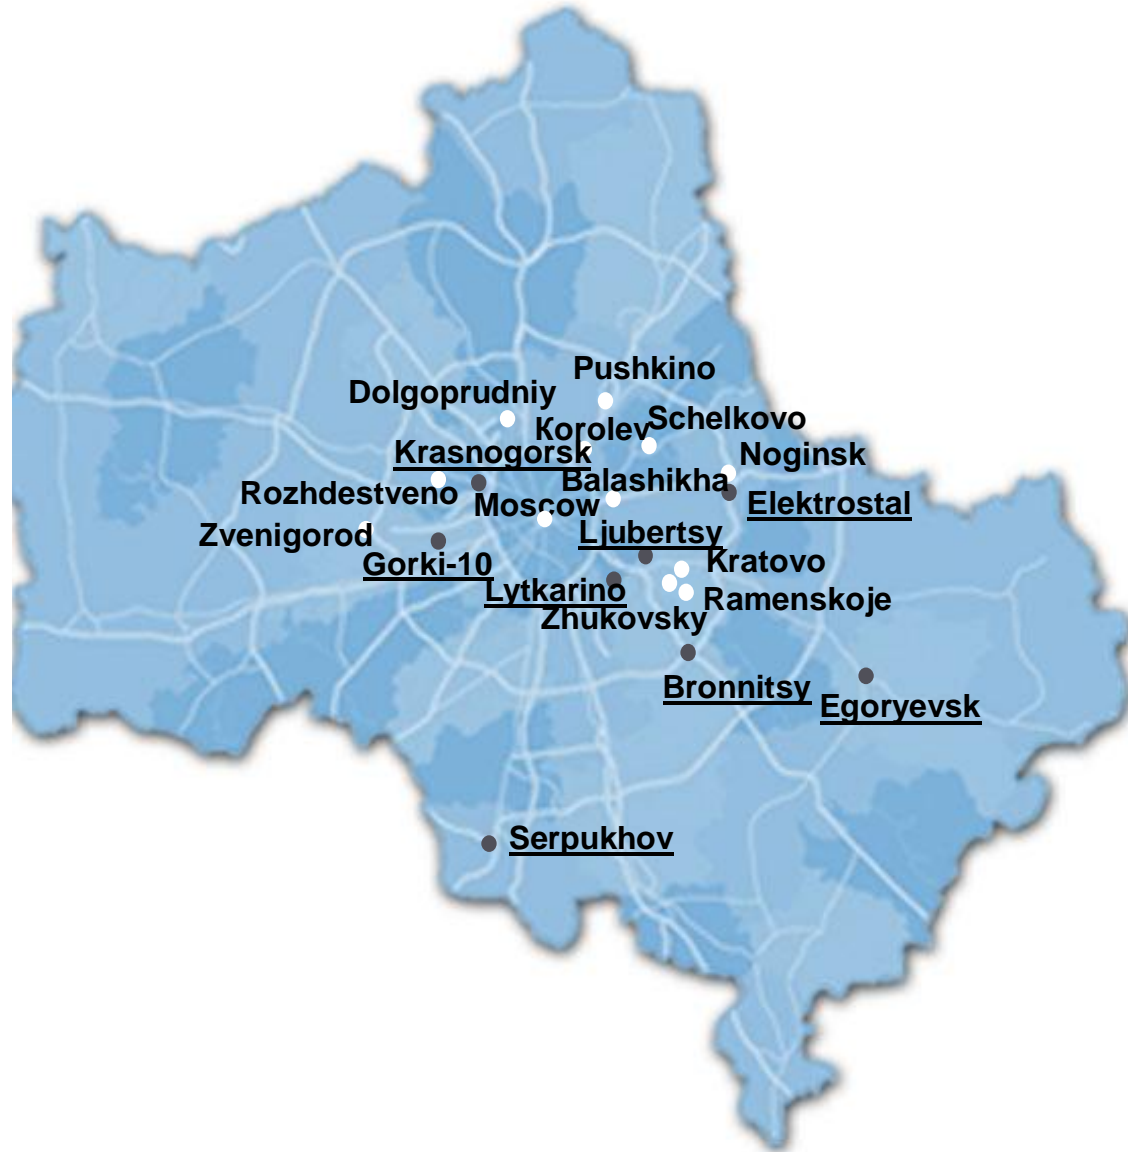 Pushkino
Dolgoprudniy
Schelkovo
Korolev
Krasnogorsk
Noginsk
Balashikha
Rozhdestveno
Moscow
Elektrostal
Zvenigorod
Ljubertsy
Gorki-10
Kratovo
Lytkarino
Ramenskoje
Zhukovsky
Bronnitsy
Egoryevsk
Serpukhov